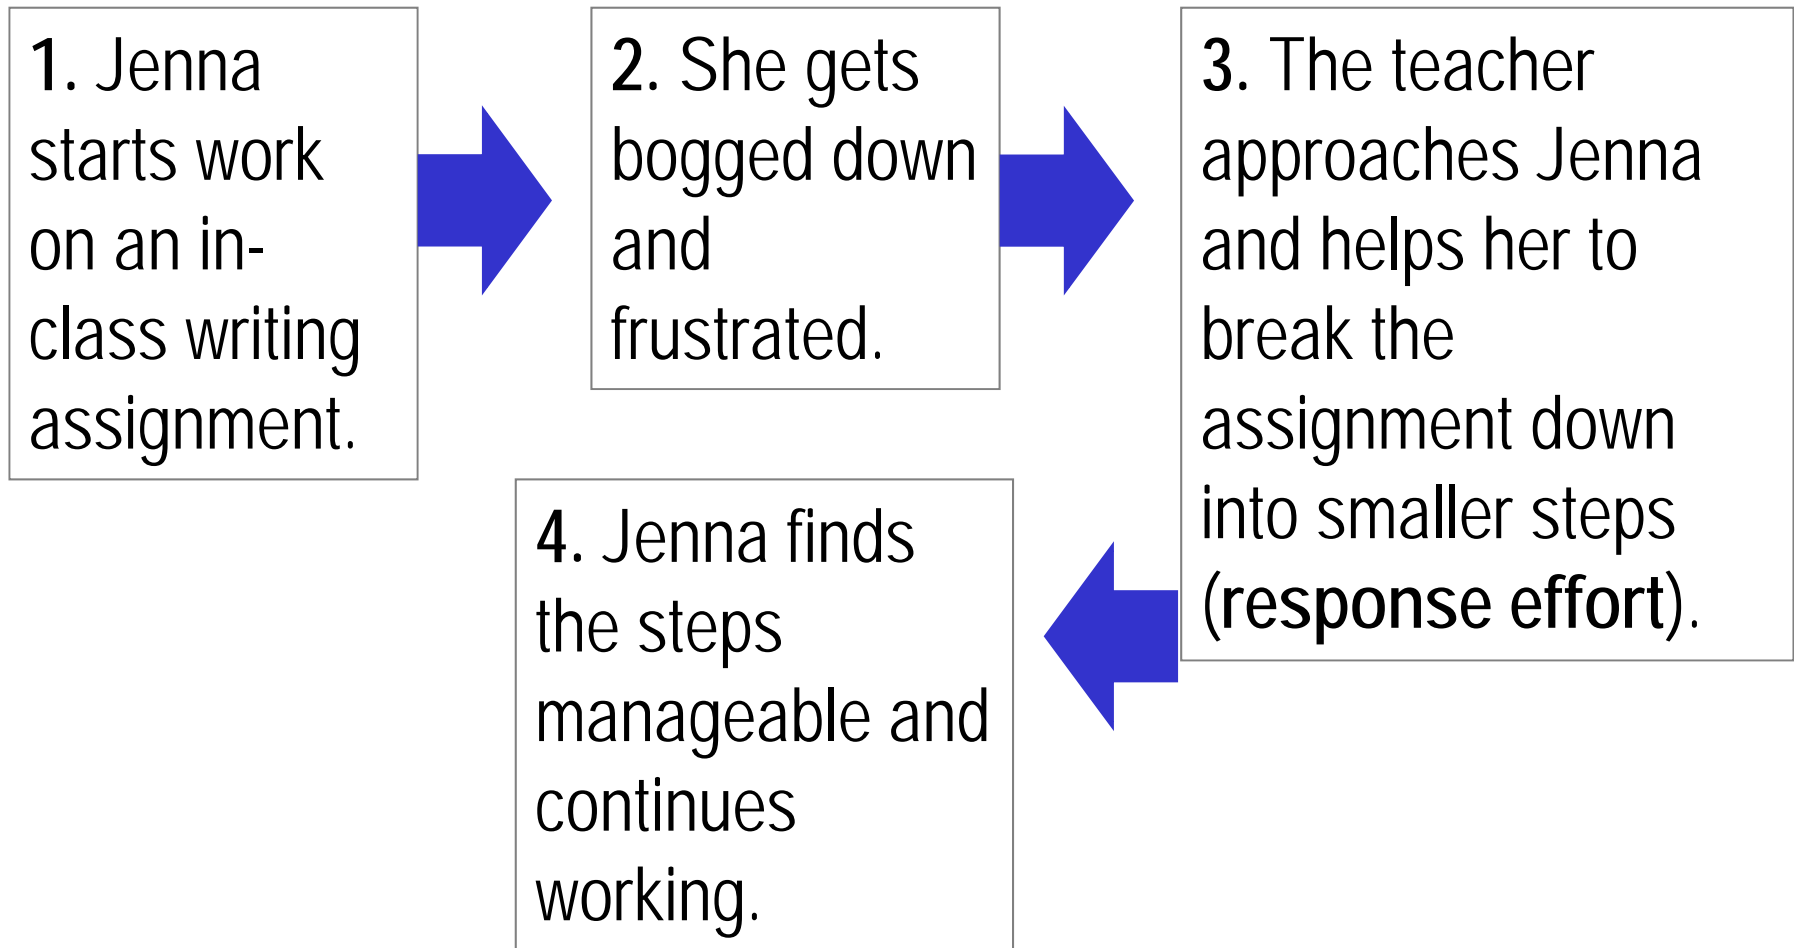 1. Jenna
starts work
on an in-
class writing
assignment.
2. She gets
bogged down
and
frustrated.
3. The teacher
approaches Jenna
and helps her to
break the
assignment down
into smaller steps
(response effort).
4. Jenna finds
the steps
manageable and
continues
working.